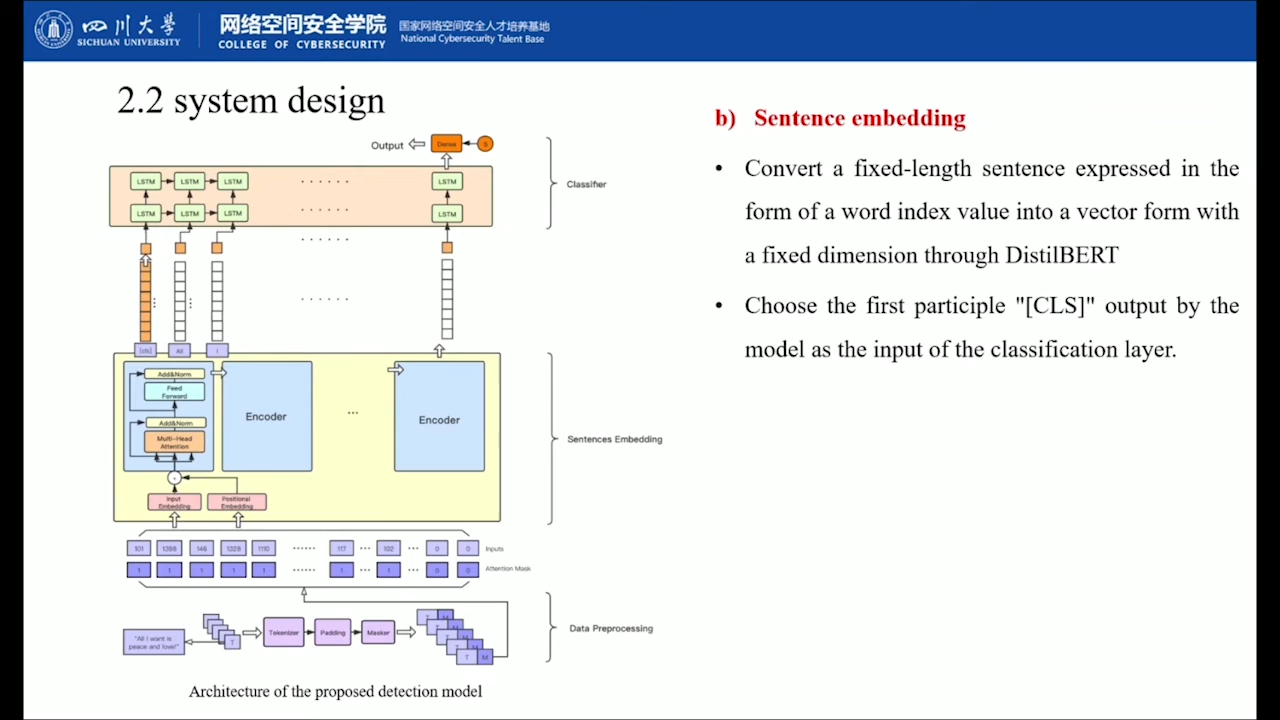 四川大学
SICHUAN UNIVERSITY
网络空间安全学院
COLLEGE OF CYBERSECURITY
国家网络空间安全人才培养基地
National Cybersecurity Talent Base
2.2 system design
Output
Dense
S
LSTM LSTM LSTM ...... LSTM
Classifier
LSTM LSTM LSTM ...... LSTM
......
......
[cls] All I
Add&Norm
Feed
Forward
Add&Norm
Multi-Head
Attention
Encoder
...
Encoder
Sentences Embedding
Input
Embedding
Positional
Embedding
101 1398 146 1328 1110 ...... 117 ... 102 ... 0 0 Inputs
1 1 1 1 1 ...... 1 ... 1 ... 0 0 Attention Mask
"All I want is
peace and love!"
T
Tokenizer
Padding
Masker
T M
T M
T M
T M
T M
Data Preprocessing
Architecture of the proposed detection model
b) Sentence embedding
• Convert a fixed-length sentence expressed in the
form of a word index value into a vector form with
a fixed dimension through DistilBERT
• Choose the first participle "[CLS]" output by the
model as the input of the classification layer.